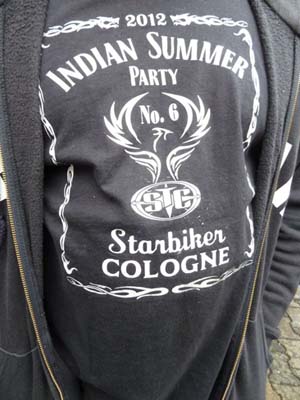 2012
INDIAN SUMMER
PARTY
No. 6
STC
Starbiker
COLOGNE